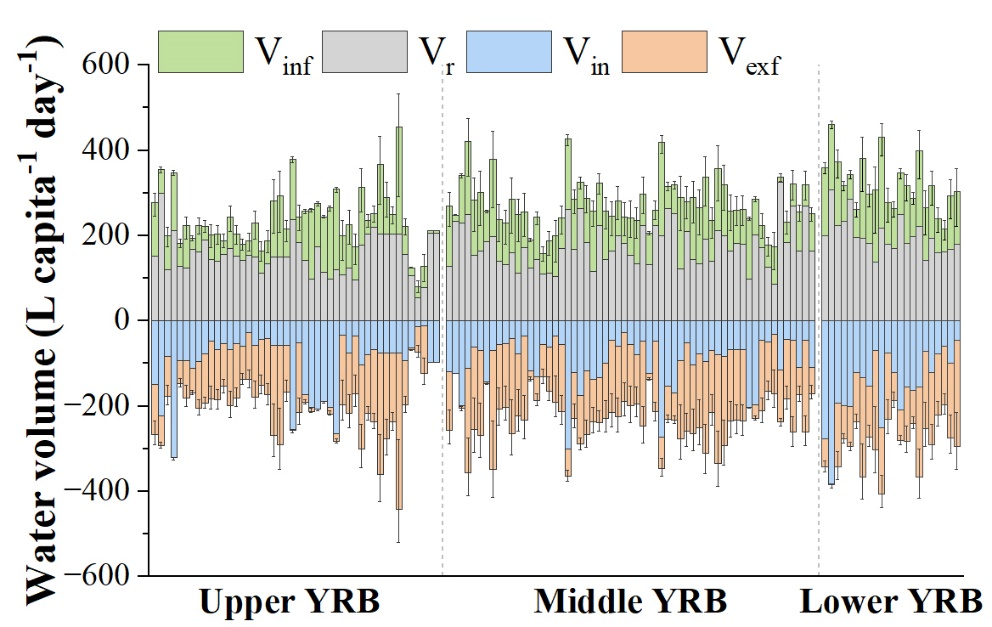 V_inf V_r V_in V_exf
Water volume (L capita^-1 day^-1)
600
400
200
0
−200
−400
−600
Upper YRB Middle YRB Lower YRB